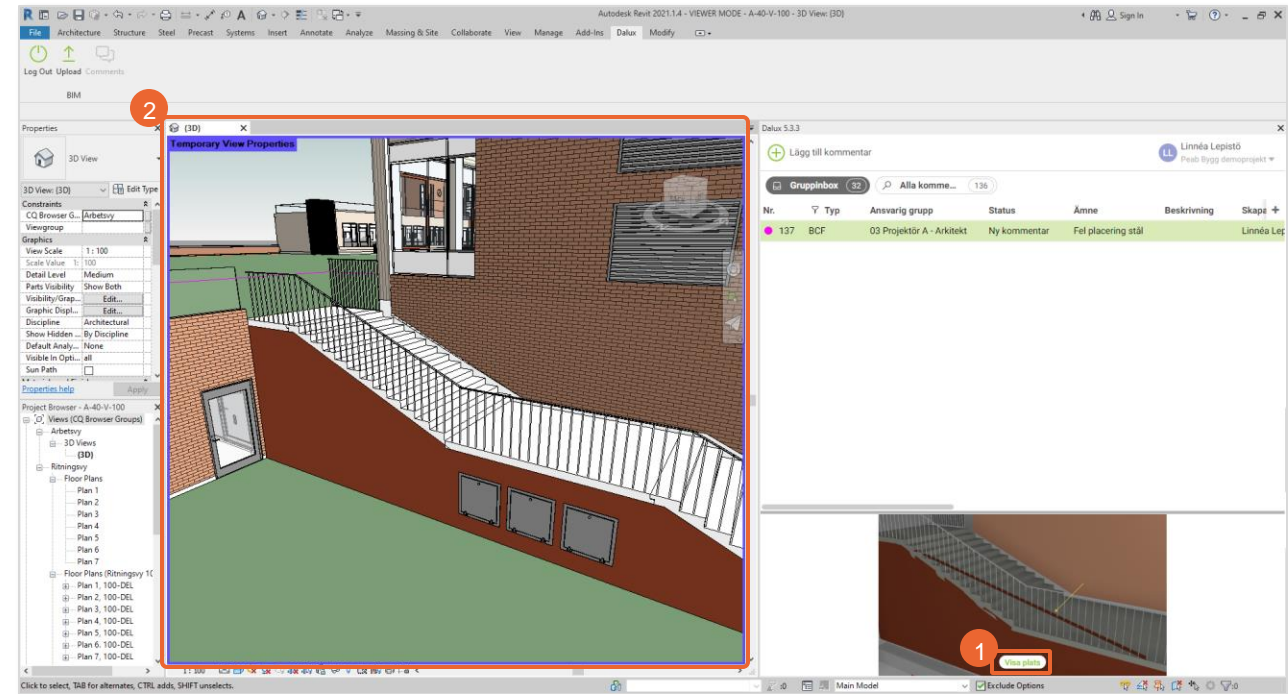 Autodesk Revit 2021.1.4 - VIEWER MODE - A-40-V-100 - 3D View: {3D}
Sign In
File Architecture Structure Steel Precast Systems Insert Annotate Analyze Massing & Site Collaborate View Manage Add-Ins Dalux Modify
Log Out Upload Comments
BIM
2
Properties
{3D}
Dalux 5.3.3
Temporary View Properties
3D View
Lägg till kommentar
LL
Linnéa Lepistö
Peab Bygg demoprojekt
3D View: {3D}
Edit Type
Gruppinbox 32
Alla komme... 136
Constraints
CQ Browser G... Arbetsvy
Viewgroup
Graphics
View Scale 1 : 100
Scale Value 1: 100
Detail Level Medium
Parts Visibility Show Both
Visibility/Grap... Edit...
Graphic Displ... Edit...
Discipline Architectural
Show Hidden ... By Discipline
Default Analy... None
Visible In Opti... all
Sun Path
Properties help Apply
Nr. Typ Ansvarig grupp Status Ämne Beskrivning Skapa
137 BCF 03 Projektör A - Arkitekt Ny kommentar Fel placering stål Linnéa Lep
Project Browser - A-40-V-100
Views (CQ Browser Groups)
Arbetsvy
3D Views
{3D}
Ritningsvy
Floor Plans
Plan 1
Plan 2
Plan 3
Plan 4
Plan 5
Plan 6
Plan 7
Floor Plans (Ritningsvy 10
Plan 1, 100-DEL
Plan 2, 100-DEL
Plan 3, 100-DEL
Plan 4, 100-DEL
Plan 5, 100-DEL
Plan 6, 100-DEL
Plan 7, 100-DEL
1 : 100
1
Visa plats
Click to select, TAB for alternates, CTRL adds, SHIFT unselects.
:0
Main Model
Exclude Options
:0